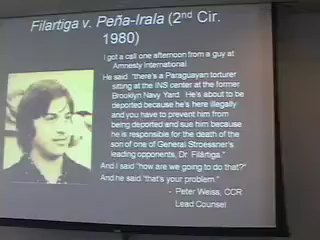 Filartiga v. Peña-Irala (2nd Cir.
1980)
I got a call one afternoon from a guy at
Amnesty International.
He said “there’s a Paraguayan torturer
sitting at the INS center at the former
Brooklyn Navy Yard. He’s about to be
deported because he’s here illegally
and you have to prevent him from
being deported and sue him because
he is responsible for the death of the
son of one of General Stroessner’s
leading opponents, Dr. Filártiga.”
And I said “how are we going to do that?”
And he said “that’s your problem.”
- Peter Weiss, CCR
Lead Counsel